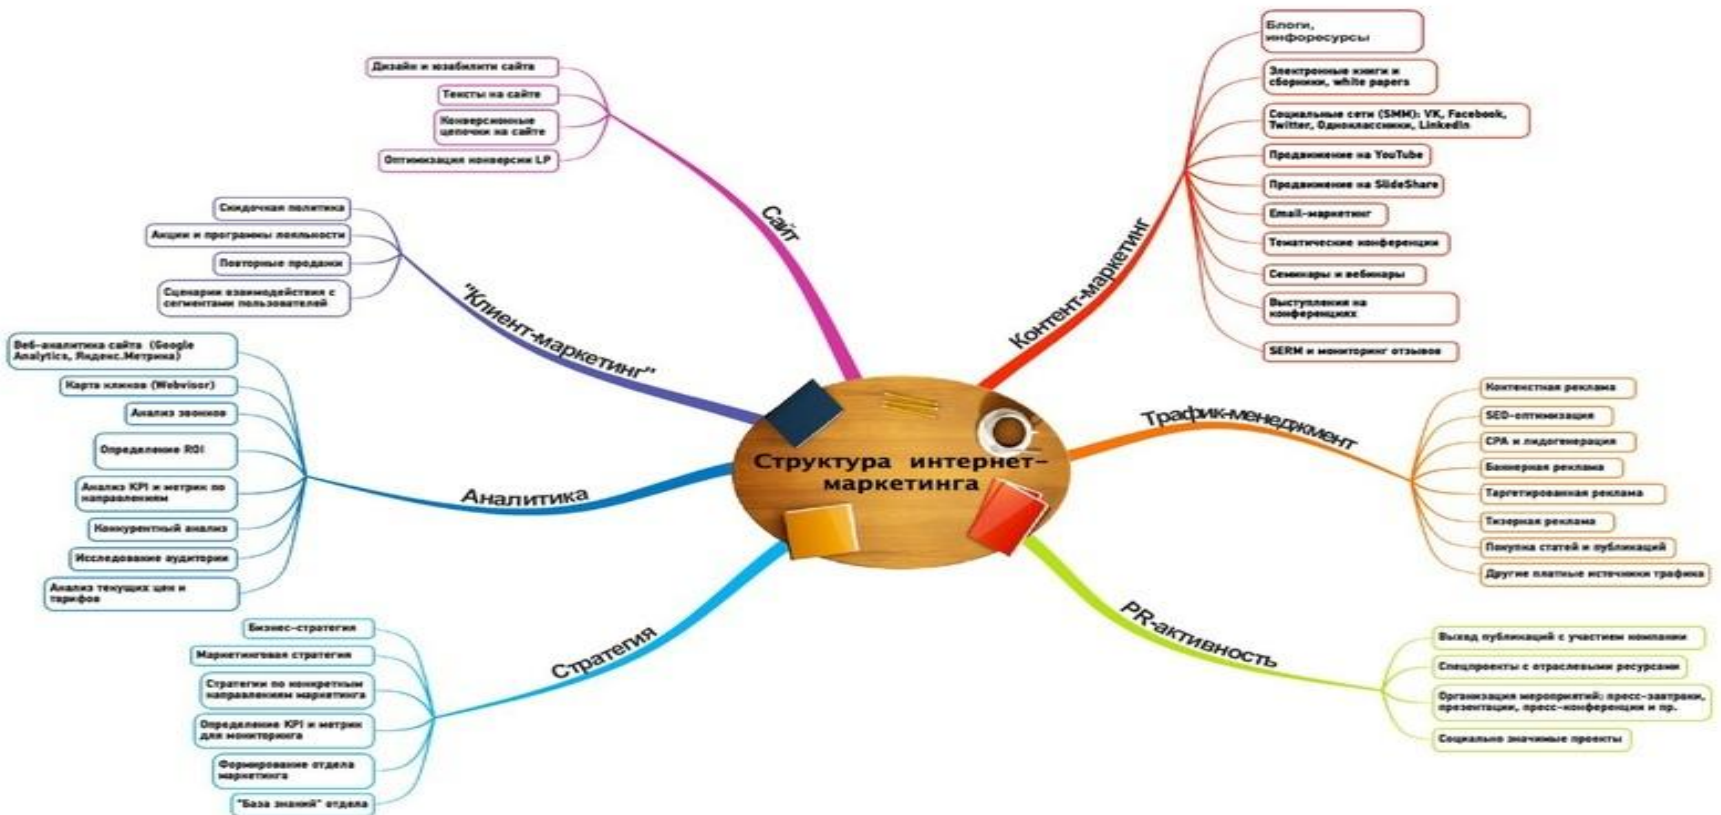 Структура интернет-
маркетинга
Контент-маркетинг
Блоги,
инфоресурсы
Электронные книги и
сборники, white papers
Социальные сети (SMM): VK, Facebook,
Twitter, Одноклассники, LinkedIn
Продвижение на YouTube
Продвижение на SlideShare
Email-маркетинг
Тематические конференции
Семинары и вебинары
Выступления на
конференциях
SERM и мониторинг отзывов
Трафик-менеджмент
Контекстная реклама
SEO-оптимизация
CPA и лидогенерация
Баннерная реклама
Таргетированная реклама
Тизерная реклама
Покупка статей и публикаций
Другие платные источники трафика
PR-активность
Выход публикаций с участием компании
Спецпроекты с отраслевыми ресурсами
Организация мероприятий: пресс-завтраки,
презентации, пресс-конференции и пр.
Социально значимые проекты
Сайт
Дизайн и юзабилити сайта
Тексты на сайте
Конверсионные
цепочки на сайте
Оптимизация конверсии LP
"Клиент-маркетинг"
Скидочная политика
Акции и программы лояльности
Повторные продажи
Сценарии взаимодействия с
сегментами пользователей
Аналитика
Веб-аналитика сайта (Google
Analytics, Яндекс.Метрика)
Карта кликов (Webvisor)
Анализ звонков
Определение ROI
Анализ KPI и метрик по
направлениям
Конкурентный анализ
Исследование аудитории
Анализ текущих цен и
тарифов
Стратегия
Бизнес-стратегия
Маркетинговая стратегия
Стратегии по конкретным
направлениям маркетинга
Определение KPI и метрик
для мониторинга
Формирование отдела
маркетинга
"База знаний" отдела